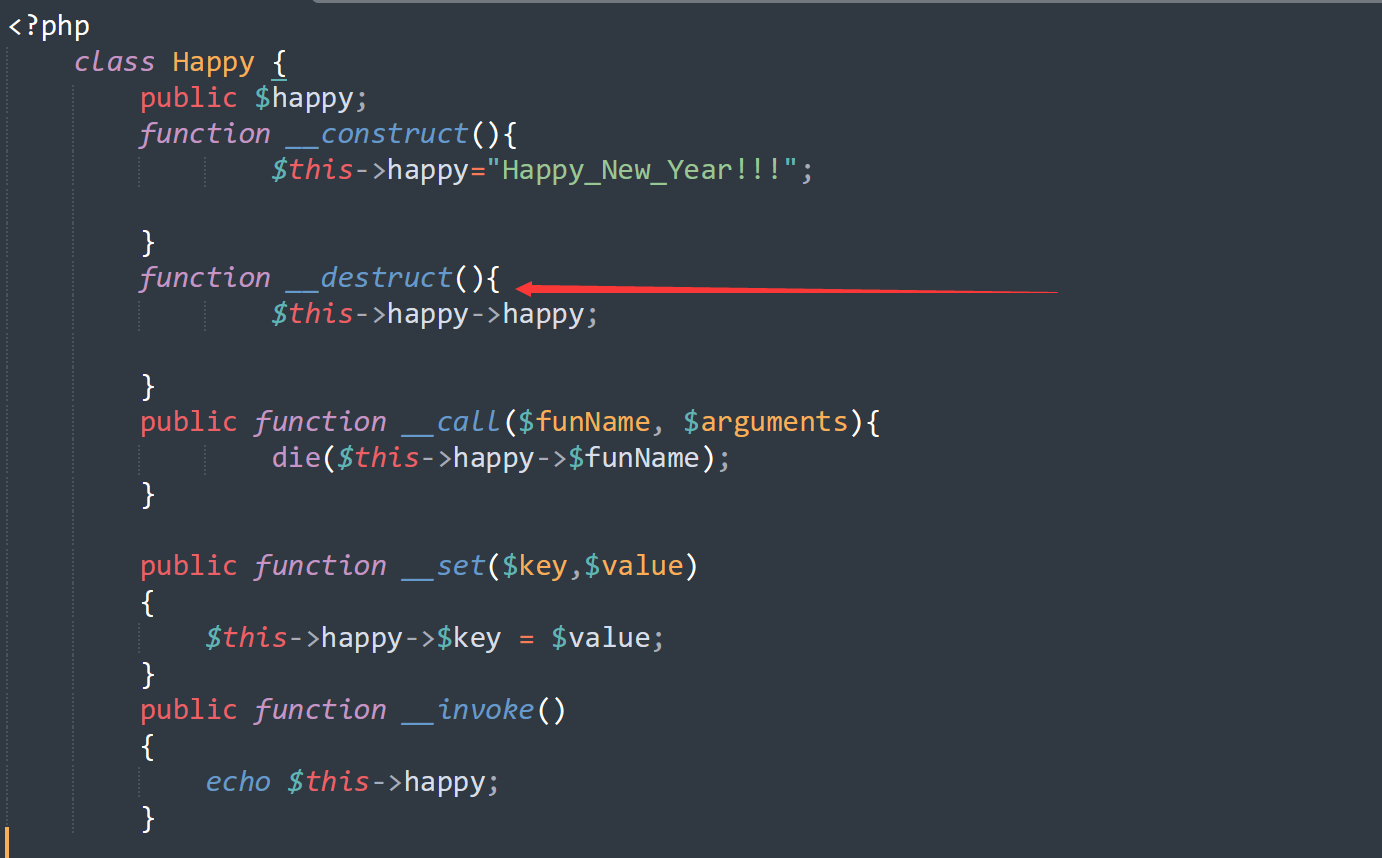 <?php
class Happy {
public $happy;
function __construct(){
$this->happy="Happy_New_Year!!!";
}
function __destruct(){
$this->happy->happy;
}
public function __call($funName, $arguments){
die($this->happy->$funName);
}
public function __set($key,$value)
{
$this->happy->$key = $value;
}
public function __invoke()
{
echo $this->happy;
}